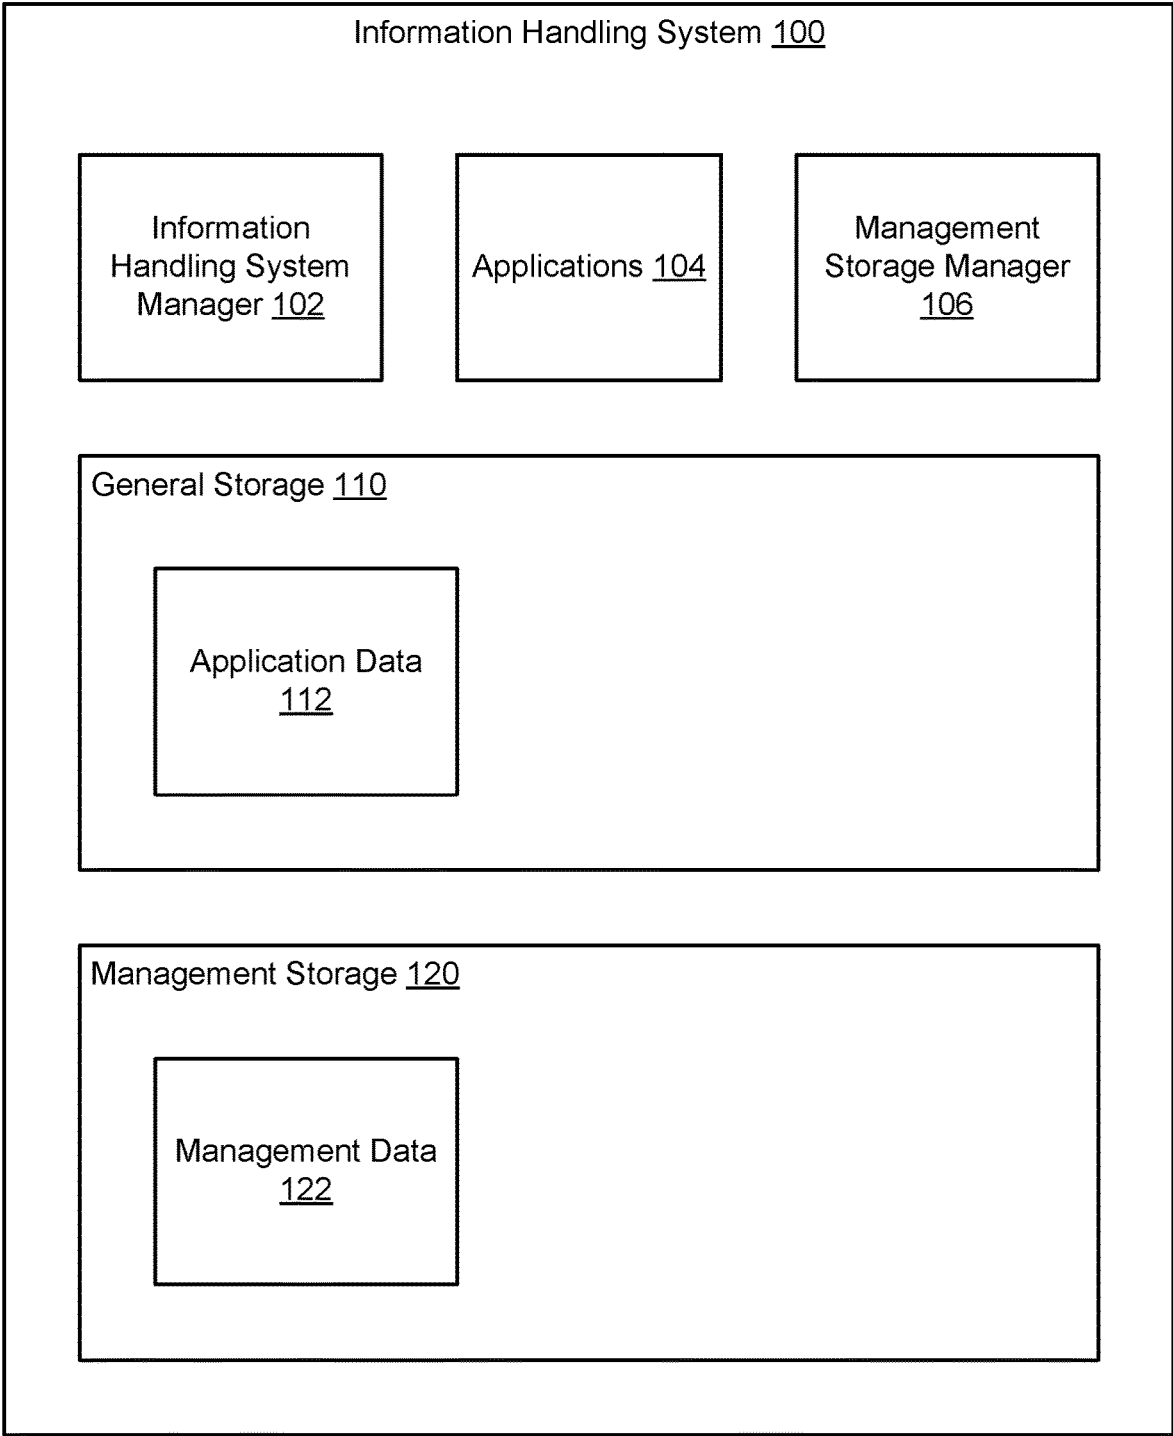 Information Handling System 100
Information
Handling System
Manager 102
Applications 104
Management
Storage Manager
106
General Storage 110
Application Data
112
Management Storage 120
Management Data
122